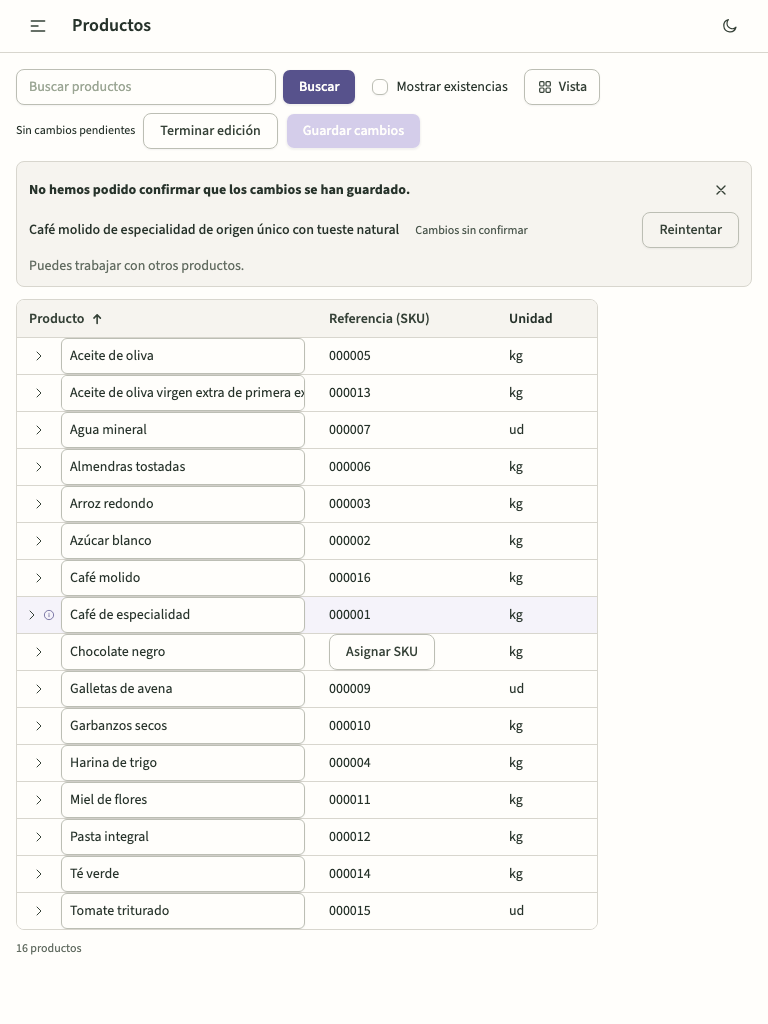 Productos
Buscar productos
Buscar
Mostrar existencias
Vista
Sin cambios pendientes
Terminar edición
Guardar cambios
No hemos podido confirmar que los cambios se han guardado.
Café molido de especialidad de origen único con tueste natural
Cambios sin confirmar
Reintentar
Puedes trabajar con otros productos.
Producto Referencia (SKU) Unidad
Aceite de oliva 000005 kg
Aceite de oliva virgen extra de primera ex 000013 kg
Agua mineral 000007 ud
Almendras tostadas 000006 kg
Arroz redondo 000003 kg
Azúcar blanco 000002 kg
Café molido 000016 kg
Café de especialidad 000001 kg
Chocolate negro Asignar SKU kg
Galletas de avena 000009 ud
Garbanzos secos 000010 kg
Harina de trigo 000004 kg
Miel de flores 000011 kg
Pasta integral 000012 kg
Té verde 000014 kg
Tomate triturado 000015 ud
16 productos